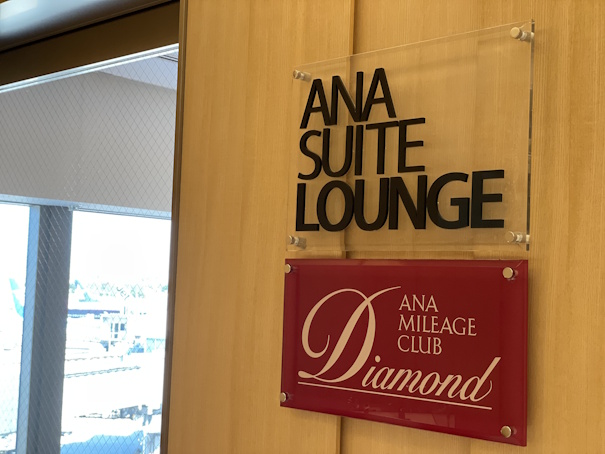 ANA
SUITE
LOUNGE
ANA
MILEAGE
CLUB
Diamond